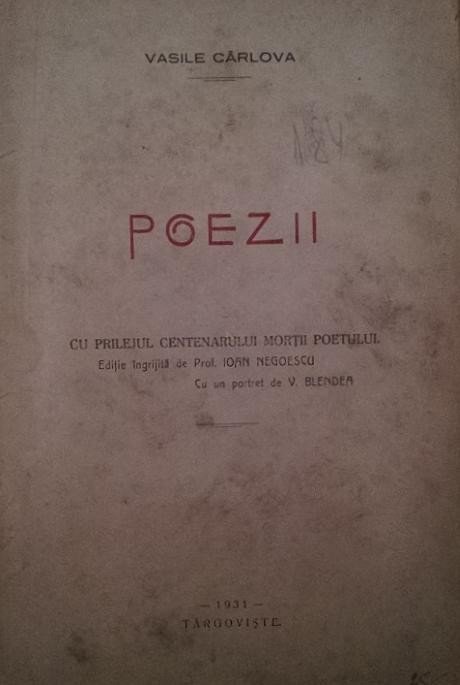 VASILE CÂRLOVA
POEZII
CU PRILEJUL CENTENARULUI MORȚII POETULUI.
Ediție îngrijită de Prof. IOAN NEGOESCU
Cu un portret de V. BLENDEA
— 1931 —
TÂRGOVIȘTE